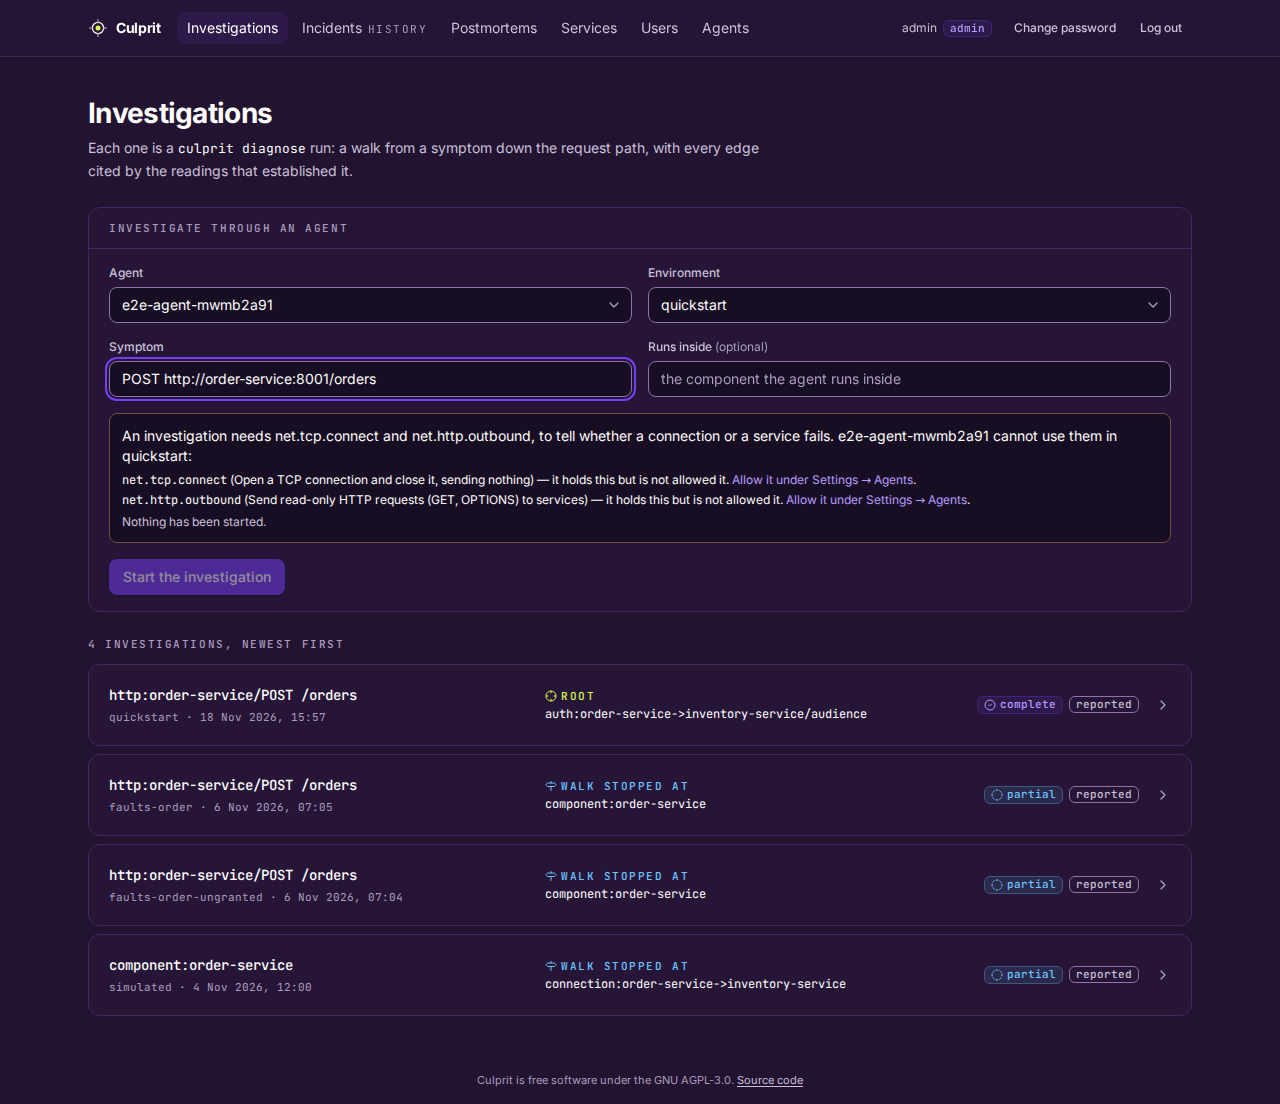 Culprit
Investigations
Incidents HISTORY
Postmortems
Services
Users
Agents
admin admin
Change password
Log out
Investigations
Each one is a culprit diagnose run: a walk from a symptom down the request path, with every edge
cited by the readings that established it.
INVESTIGATE THROUGH AN AGENT
Agent
Environment
e2e-agent-mwmb2a91
quickstart
Symptom
Runs inside (optional)
POST http://order-service:8001/orders
the component the agent runs inside
An investigation needs net.tcp.connect and net.http.outbound, to tell whether a connection or a service fails. e2e-agent-mwmb2a91 cannot use them in
quickstart:
net.tcp.connect (Open a TCP connection and close it, sending nothing) — it holds this but is not allowed it. Allow it under Settings → Agents.
net.http.outbound (Send read-only HTTP requests (GET, OPTIONS) to services) — it holds this but is not allowed it. Allow it under Settings → Agents.
Nothing has been started.
Start the investigation
4 INVESTIGATIONS, NEWEST FIRST
http:order-service/POST /orders
quickstart · 18 Nov 2026, 15:57
ROOT
auth:order-service->inventory-service/audience
complete
reported
http:order-service/POST /orders
faults-order · 6 Nov 2026, 07:05
WALK STOPPED AT
component:order-service
partial
reported
http:order-service/POST /orders
faults-order-ungranted · 6 Nov 2026, 07:04
WALK STOPPED AT
component:order-service
partial
reported
component:order-service
simulated · 4 Nov 2026, 12:00
WALK STOPPED AT
connection:order-service->inventory-service
partial
reported
Culprit is free software under the GNU AGPL-3.0. Source code